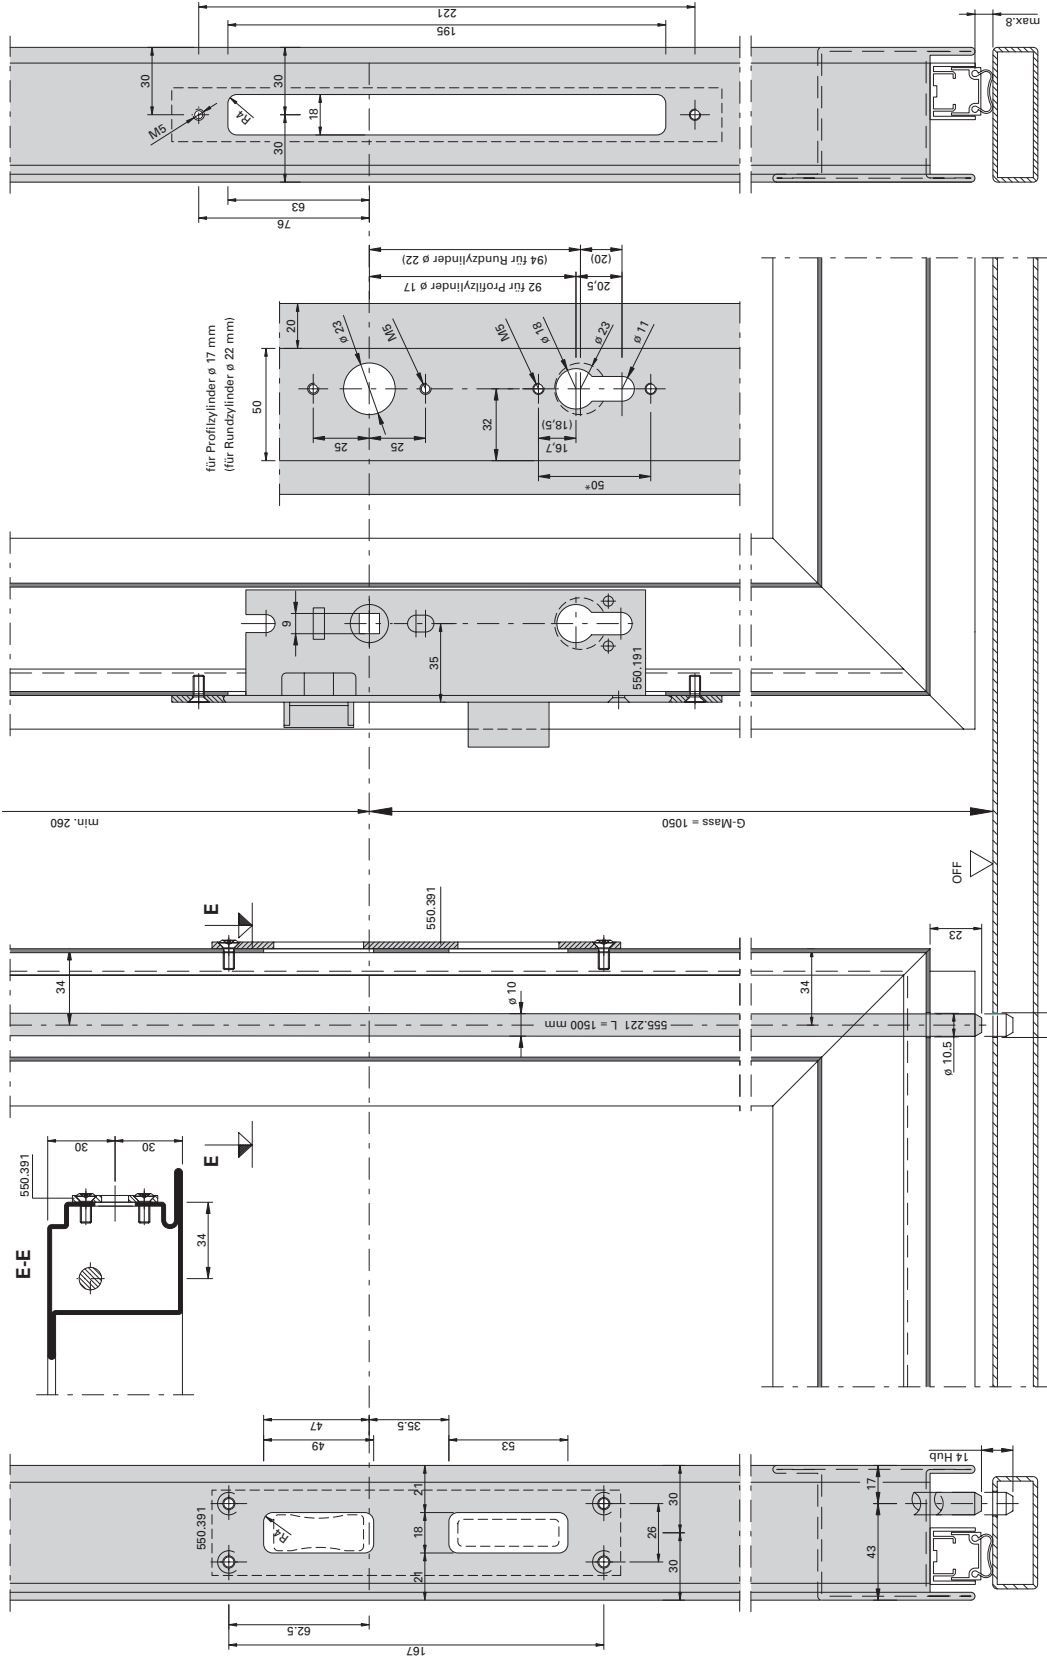 221
195
max.8
30
30
M5
R4
18
30
63
76
(94 für Rundzylinder ø 22)
(20)
92 für Profilzylinder ø 17
20,5
für Profilzylinder ø 17 mm
(für Rundzylinder ø 22 mm)
20
ø 23
M5
M5
ø 18
ø 23
ø 11
50
32
25
25
(18,5)
16,7
50*
9
35
550.191
min. 260
G-Mass = 1050
OFF
E
550.391
23
34
ø 10
34
555.221 L = 1500 mm
ø 10.5
E
30
30
550.391
34
E-E
47
35.5
49
53
14 Hub
17
550.391
R4
21
18
21
30
26
30
43
62.5
167